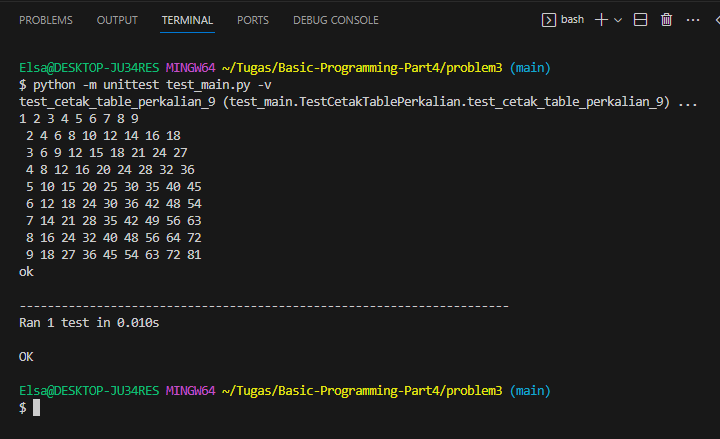 PROBLEMS OUTPUT TERMINAL PORTS DEBUG CONSOLE bash
Elsa@DESKTOP-JU34RES MINGW64 ~/Tugas/Basic-Programming-Part4/problem3 (main)
$ python -m unittest test_main.py -v
test_cetak_table_perkalian_9 (test_main.TestCetakTablePerkalian.test_cetak_table_perkalian_9) ...
1 2 3 4 5 6 7 8 9
 2 4 6 8 10 12 14 16 18
 3 6 9 12 15 18 21 24 27
 4 8 12 16 20 24 28 32 36
 5 10 15 20 25 30 35 40 45
 6 12 18 24 30 36 42 48 54
 7 14 21 28 35 42 49 56 63
 8 16 24 32 40 48 56 64 72
 9 18 27 36 45 54 63 72 81
ok
----------------------------------------------------------------------
Ran 1 test in 0.010s
OK
Elsa@DESKTOP-JU34RES MINGW64 ~/Tugas/Basic-Programming-Part4/problem3 (main)
$